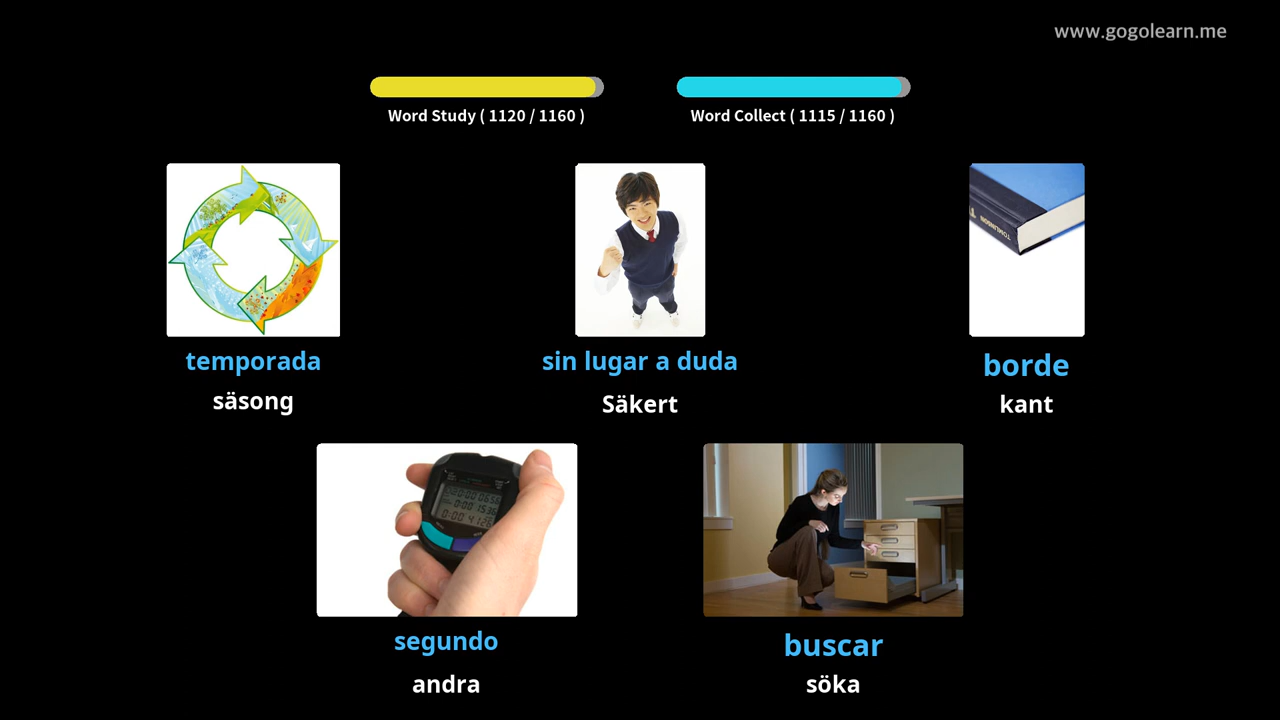 www.gogolearn.me
Word Study ( 1120 / 1160 )
Word Collect ( 1115 / 1160 )
TOMLINSON
temporada
säsong
sin lugar a duda
Säkert
borde
kant
segundo
andra
buscar
söka